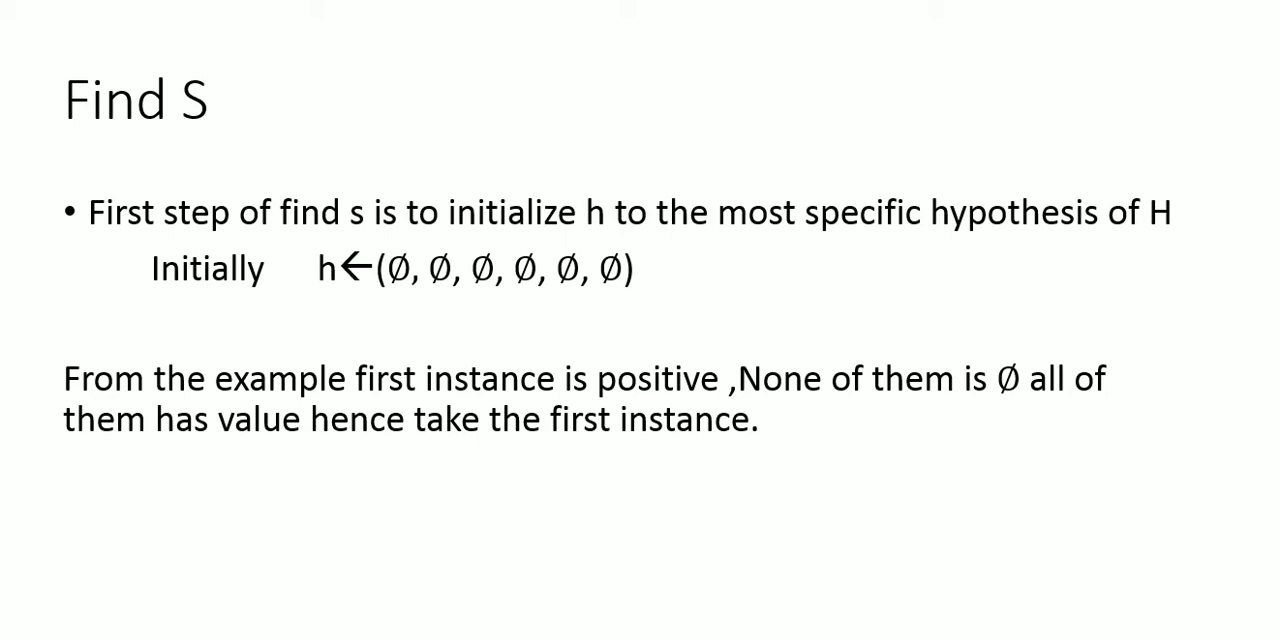 Find S
• First step of find s is to initialize h to the most specific hypothesis of H
Initially h←(Ø, Ø, Ø, Ø, Ø, Ø)
From the example first instance is positive ,None of them is Ø all of
them has value hence take the first instance.